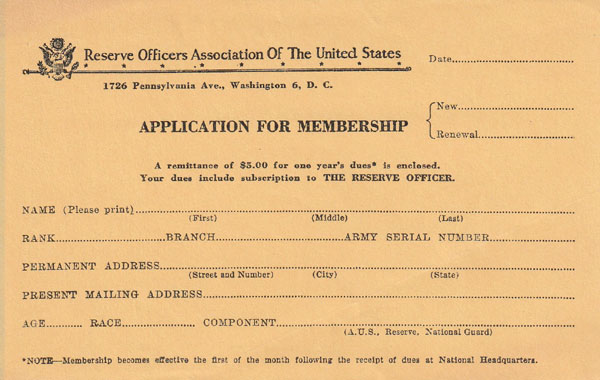 Reserve Officers Association Of The United States
1726 Pennsylvania Ave., Washington 6, D. C.
Date
APPLICATION FOR MEMBERSHIP
New
Renewal
A remittance of $5.00 for one year's dues* is enclosed.
Your dues include subscription to THE RESERVE OFFICER.
NAME (Please print)
(First) (Middle) (Last)
RANK BRANCH ARMY SERIAL NUMBER
PERMANENT ADDRESS
(Street and Number) (City) (State)
PRESENT MAILING ADDRESS
AGE RACE COMPONENT
(A.U.S., Reserve, National Guard)
*NOTE—Membership becomes effective the first of the month following the receipt of dues at National Headquarters.